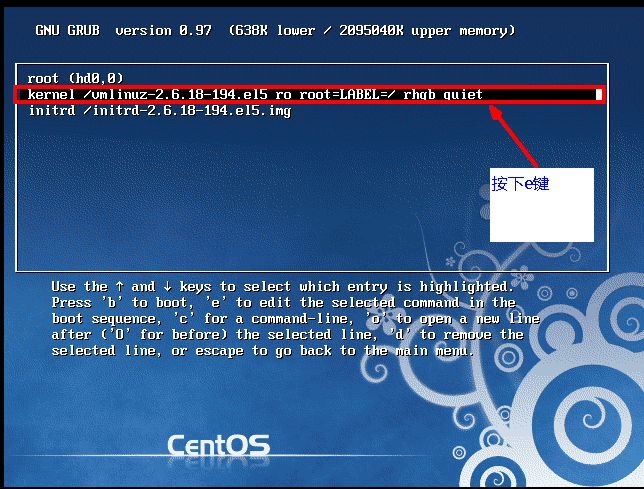 GNU GRUB version 0.97 (638K lower / 2095040K upper memory)
root (hd0,0)
kernel /vmlinuz-2.6.18-194.el5 ro root=LABEL=/ rhgb quiet
initrd /initrd-2.6.18-194.el5.img
按下e键
Use the ↑ and ↓ keys to select which entry is highlighted.
Press 'b' to boot, 'e' to edit the selected command in the
boot sequence, 'c' for a command-line, 'o' to open a new line
after ('O' for before) the selected line, 'd' to remove the
selected line, or escape to go back to the main menu.
CentOS